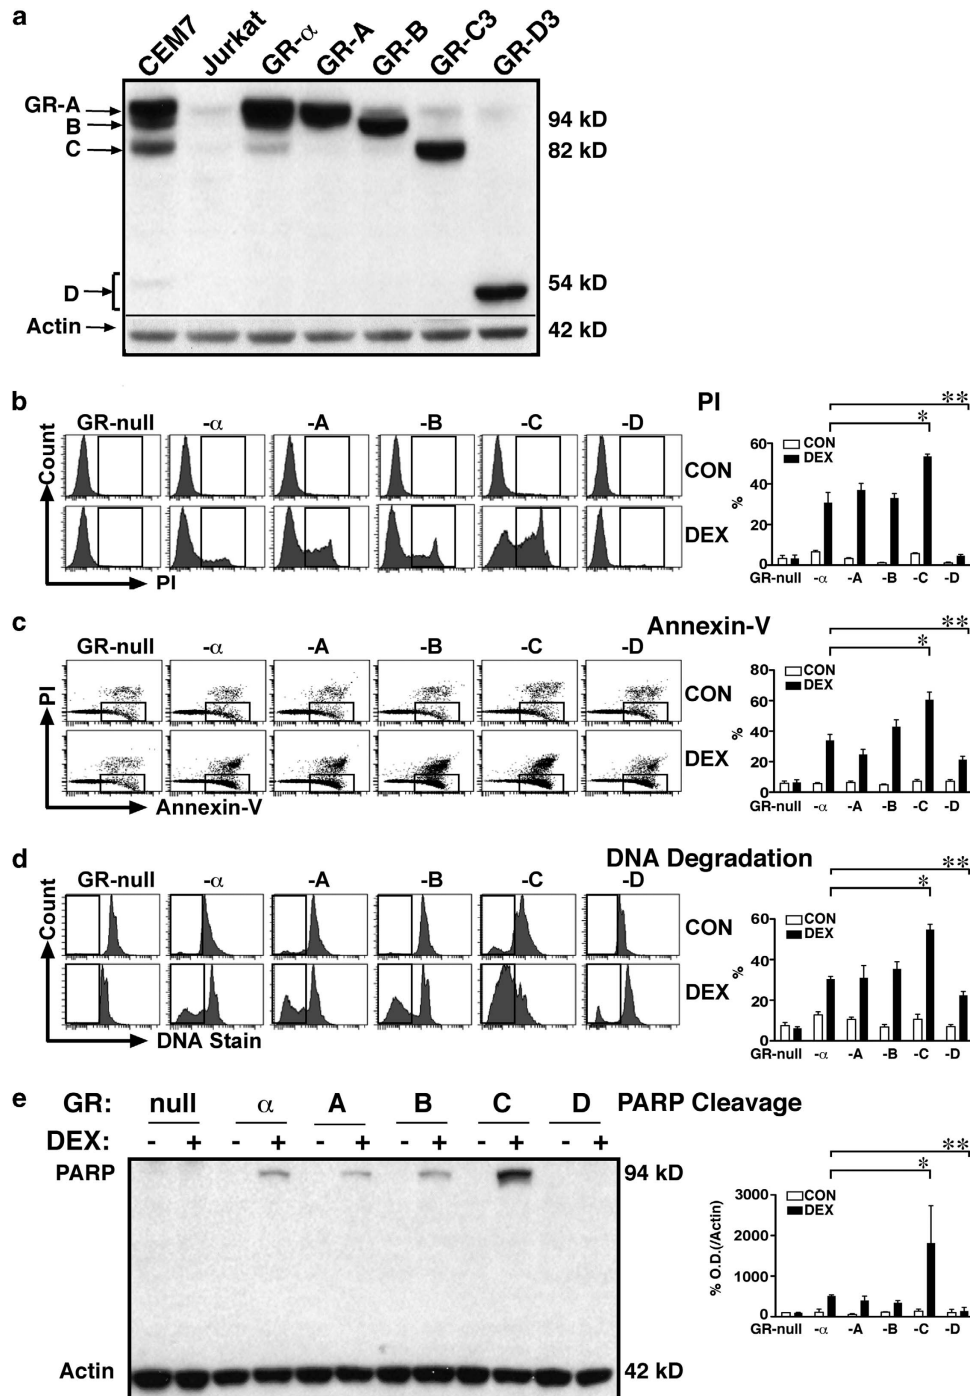 a
CEM7 Jurkat GR-α GR-A GR-B GR-C3 GR-D3
GR-A
B
C
D
Actin
94 kD
82 kD
54 kD
42 kD
b
GR-null -α -A -B -C -D
Count
PI
CON
DEX
PI
** 
*
CON
DEX
%
60
40
20
0
GR-null -α -A -B -C -D
c
Annexin-V
GR-null -α -A -B -C -D
PI
Annexin-V
CON
DEX
**
*
CON
DEX
%
80
60
40
20
0
GR-null -α -A -B -C -D
d
DNA Degradation
GR-null -α -A -B -C -D
Count
DNA Stain
CON
DEX
**
*
CON
DEX
%
60
40
20
0
GR-null -α -A -B -C -D
e
GR: null α A B C D
PARP Cleavage
DEX: - + - + - + - + - + - +
PARP
94 kD
Actin
42 kD
**
*
CON
DEX
% O.D.(/Actin)
3000
2000
1000
0
GR-null -α -A -B -C -D